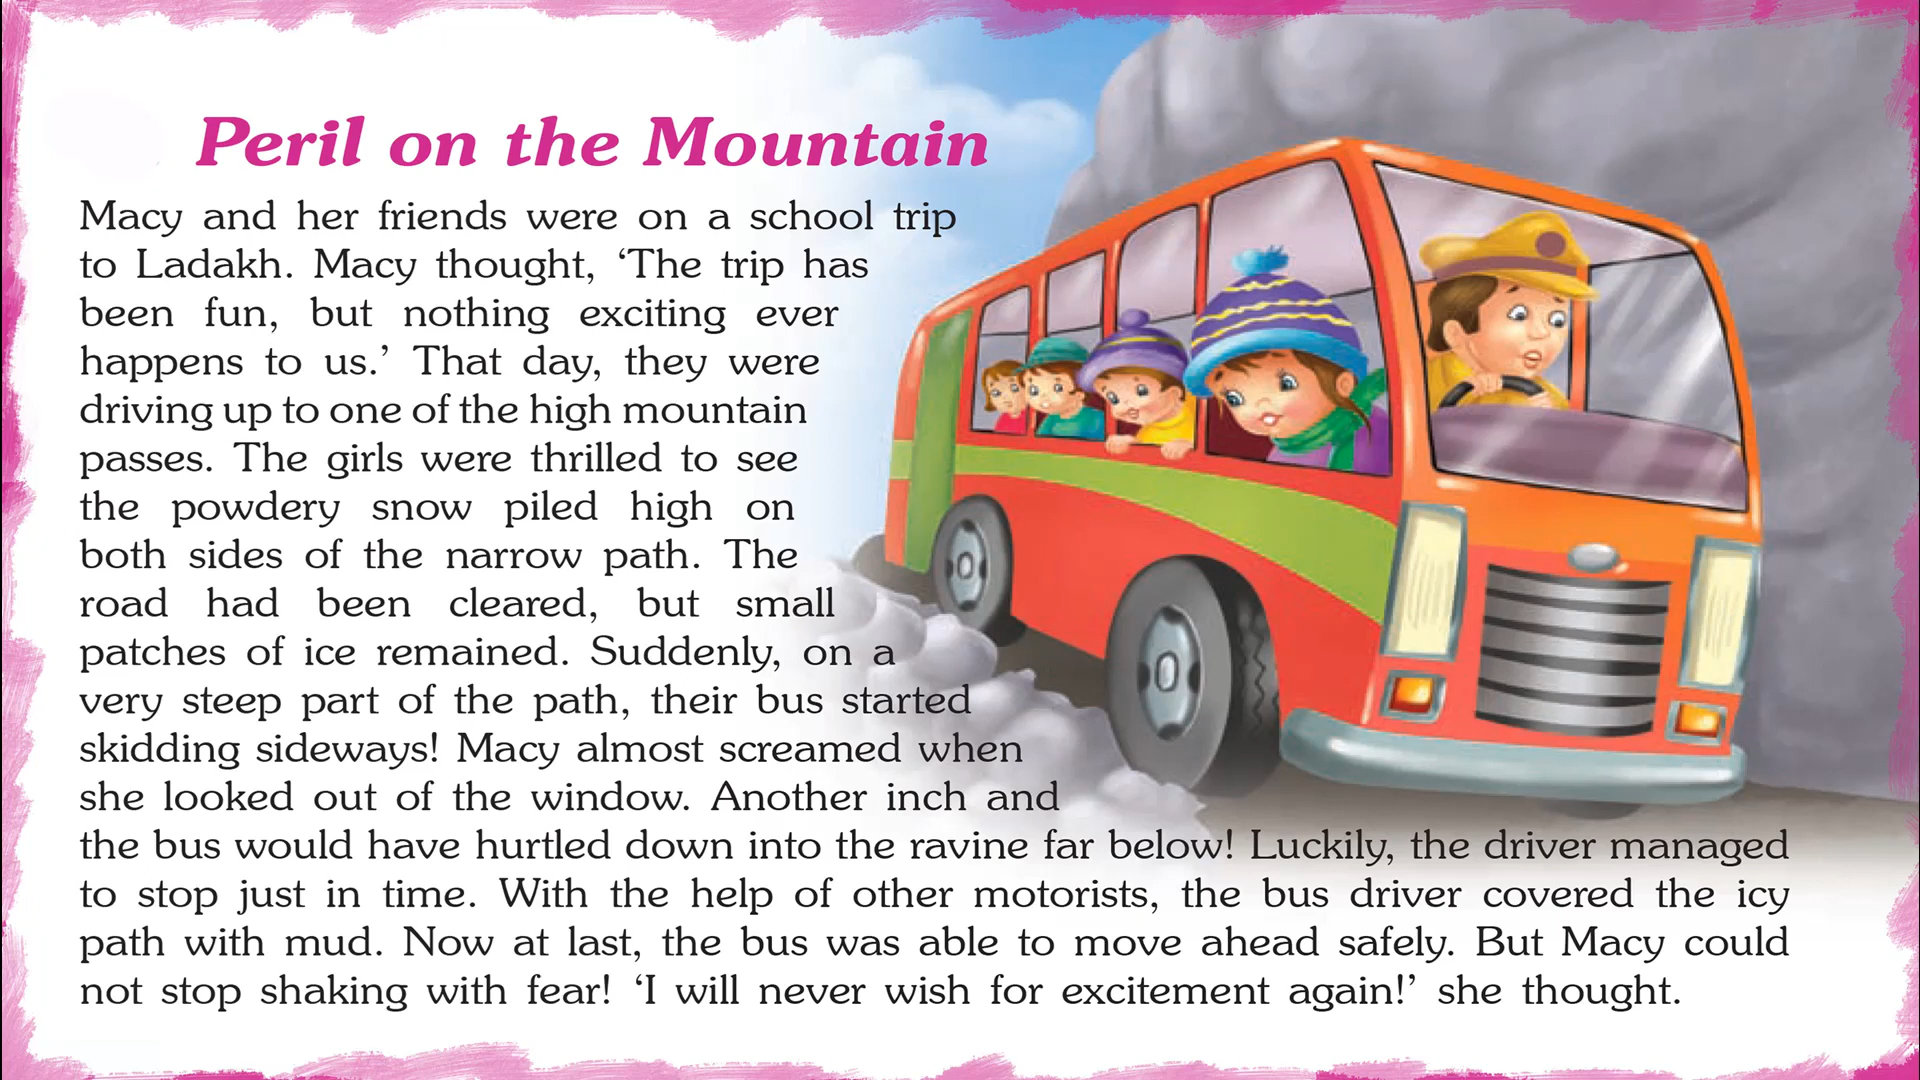 Peril on the Mountain
Macy and her friends were on a school trip
to Ladakh. Macy thought, ‘The trip has
been fun, but nothing exciting ever
happens to us.’ That day, they were
driving up to one of the high mountain
passes. The girls were thrilled to see
the powdery snow piled high on
both sides of the narrow path. The
road had been cleared, but small
patches of ice remained. Suddenly, on a
very steep part of the path, their bus started
skidding sideways! Macy almost screamed when
she looked out of the window. Another inch and
the bus would have hurtled down into the ravine far below! Luckily, the driver managed
to stop just in time. With the help of other motorists, the bus driver covered the icy
path with mud. Now at last, the bus was able to move ahead safely. But Macy could
not stop shaking with fear! ‘I will never wish for excitement again!’ she thought.